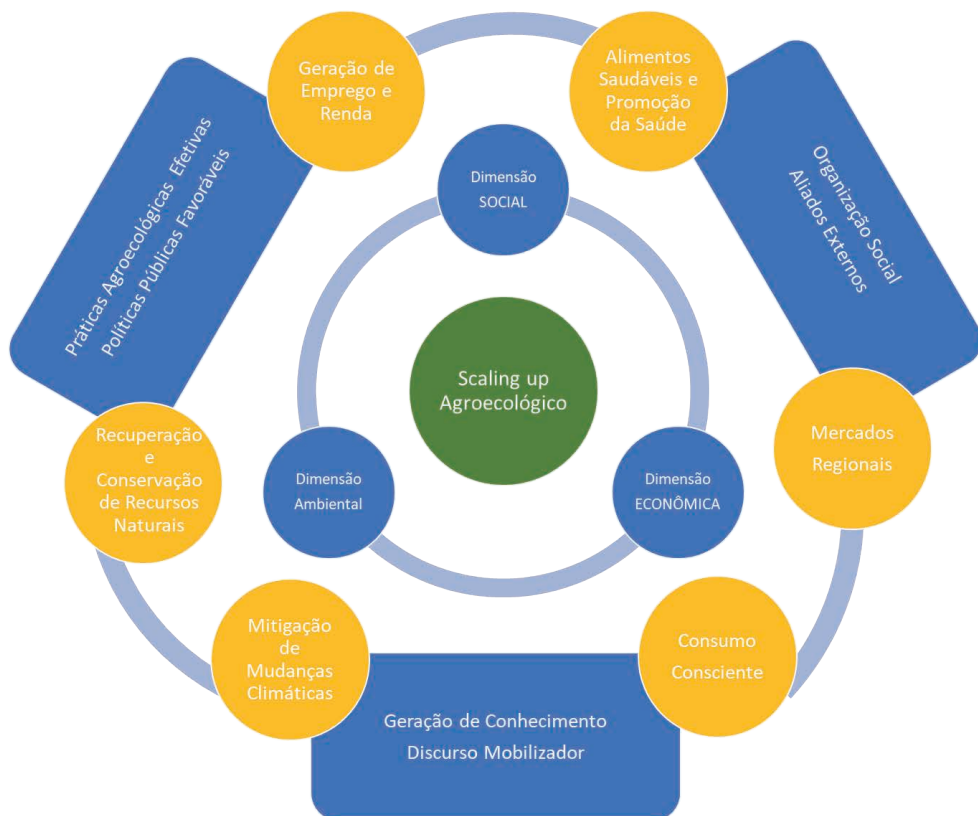 Geração de
Emprego e
Renda
Alimentos
Saudáveis e
Promoção
da Saúde
Práticas Agroecológicas Efetivas
Políticas Públicas Favoráveis
Organização Social
Aliados Externos
Dimensão
SOCIAL
Scaling up
Agroecológico
Recuperação
e
Conservação
de Recursos
Naturais
Dimensão
Ambiental
Dimensão
ECONÔMICA
Mercados
Regionais
Mitigação
de
Mudanças
Climáticas
Consumo
Consciente
Geração de Conhecimento
Discurso Mobilizador